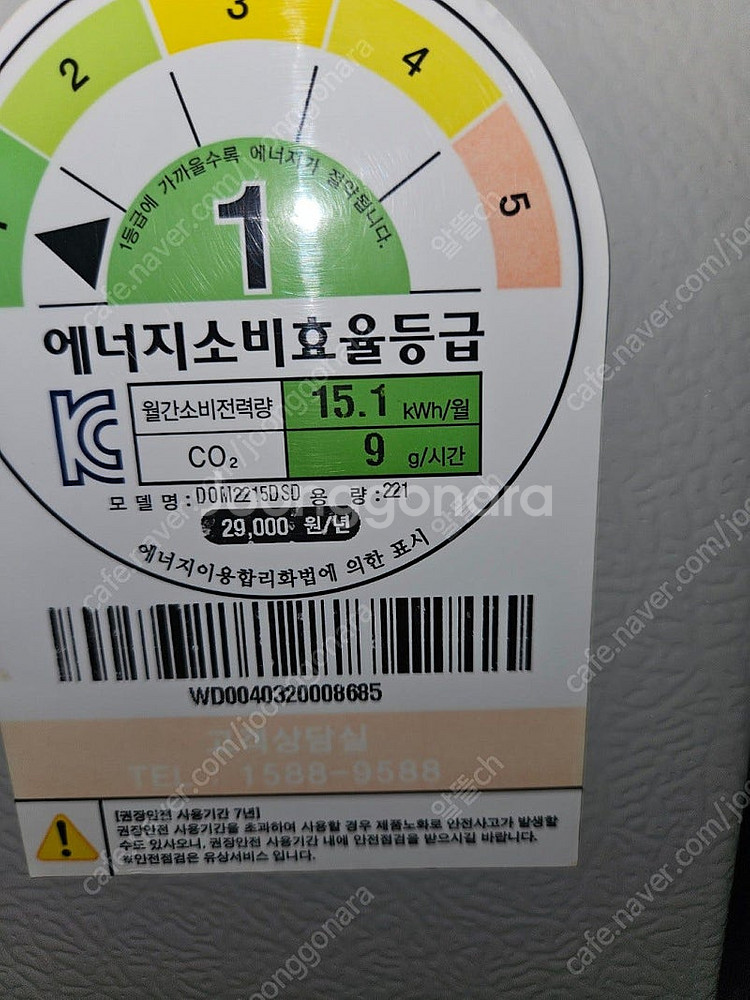 3
2
4
1
5
1등급에 가까울수록 에너지가 절약됩니다.
1
에너지소비효율등급
월간소비전력량 15.1 kWh/월
CO₂ 9 g/시간
모델명:DOM2215DSD 용 량:221
29,000 원/년
에너지이용합리화법에 의한 표시
WD0040320008685
고객상담실
TEL : 1588-9588
[권장안전 사용기간 7년]
권장안전 사용기간을 초과하여 사용할 경우 제품노화로 안전사고가 발생할
수도 있사오니, 권장안전 사용기간 내에 안전점검을 받으시길 바랍니다.
※안전점검은 유상서비스 입니다.
joonggonara
cafe.naver.com/joonggonara
알뜰ch